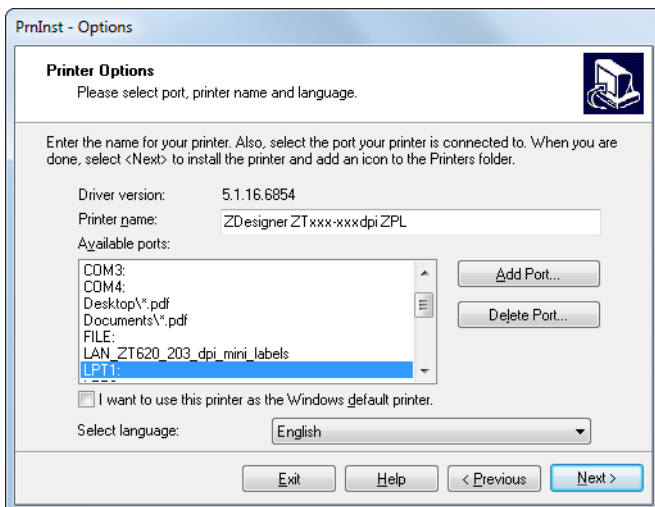 PrnInst - Options
Printer Options
Please select port, printer name and language.
Enter the name for your printer. Also, select the port your printer is connected to. When you are
done, select <Next> to install the printer and add an icon to the Printers folder.
Driver version: 5.1.16.6854
Printer name: ZDesigner ZTxxx-xxxdpi ZPL
Available ports:
COM3:
COM4:
Desktop\*.pdf
Documents\*.pdf
FILE:
LAN_ZT620_203_dpi_mini_labels
LPT1:
Add Port...
Delete Port...
I want to use this printer as the Windows default printer.
Select language: English
Exit Help < Previous Next >